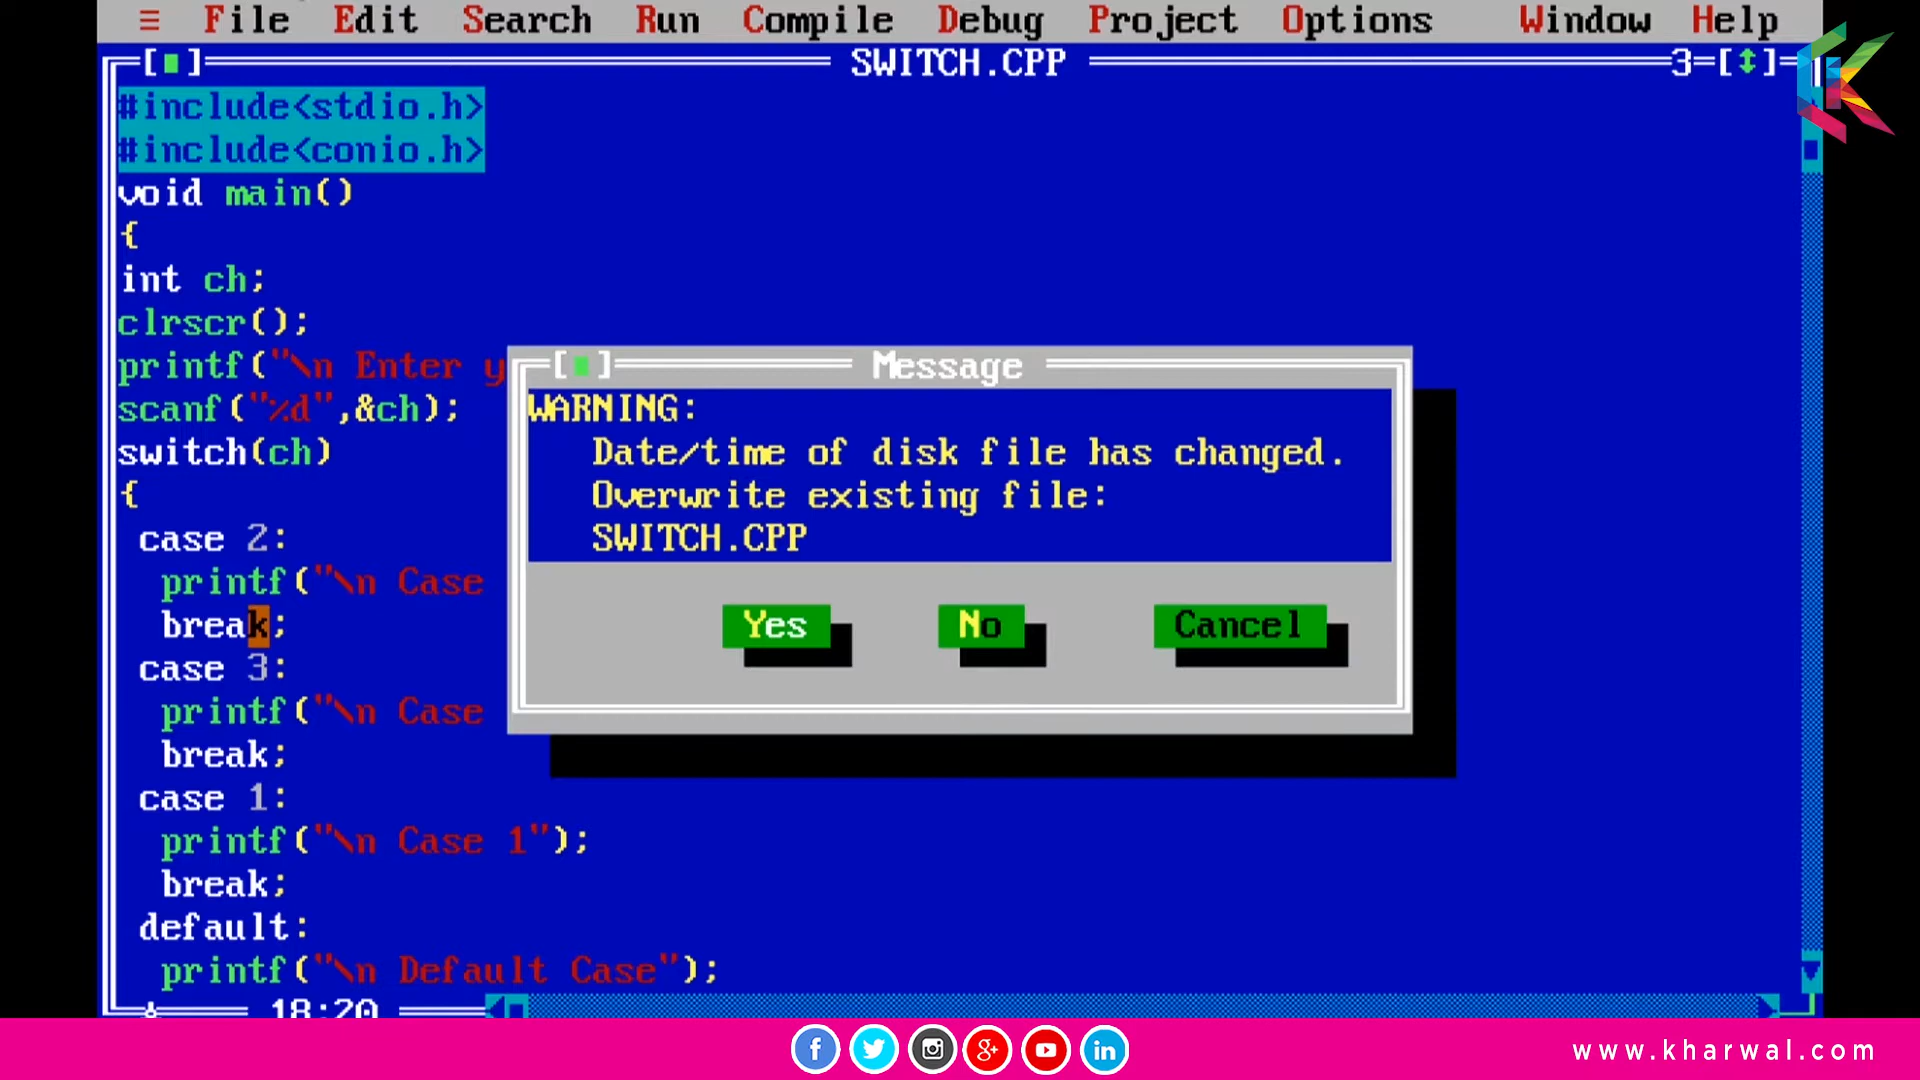 ≡ File Edit Search Run Compile Debug Project Options Window Help
[■] SWITCH.CPP 3=[↕]
#include<stdio.h>
#include<conio.h>
void main()
{
int ch;
clrscr();
printf("\n Enter y
scanf("%d",&ch);
switch(ch)
{
case 2:
printf("\n Case
break;
case 3:
printf("\n Case
break;
case 1:
printf("\n Case 1");
break;
default:
printf("\n Default Case");
18:20
[■] Message
WARNING:
Date/time of disk file has changed.
Overwrite existing file:
SWITCH.CPP
Yes No Cancel
www.kharwal.com